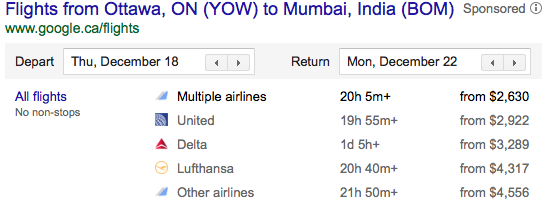 Flights from Ottawa, ON (YOW) to Mumbai, India (BOM) Sponsored
www.google.ca/flights
Depart Thu, December 18 Return Mon, December 22
All flights Multiple airlines 20h 5m+ from $2,630
No non-stops
United 19h 55m+ from $2,922
Delta 1d 5h+ from $3,289
Lufthansa 20h 40m+ from $4,317
Other airlines 21h 50m+ from $4,556